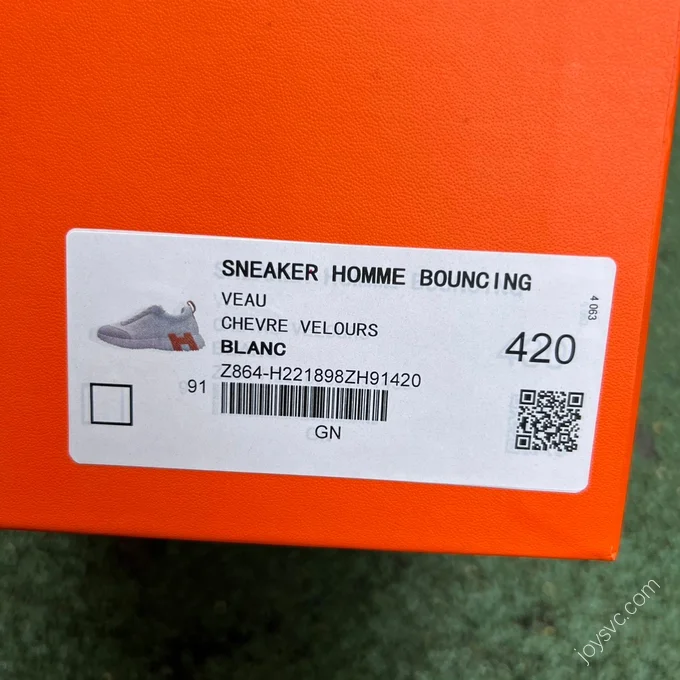 SNEAKER HOMME BOUNCING
VEAU
CHEVRE VELOURS
BLANC
Z864-H221898ZH91420
91
GN
420
4 063
H
joysvc.com